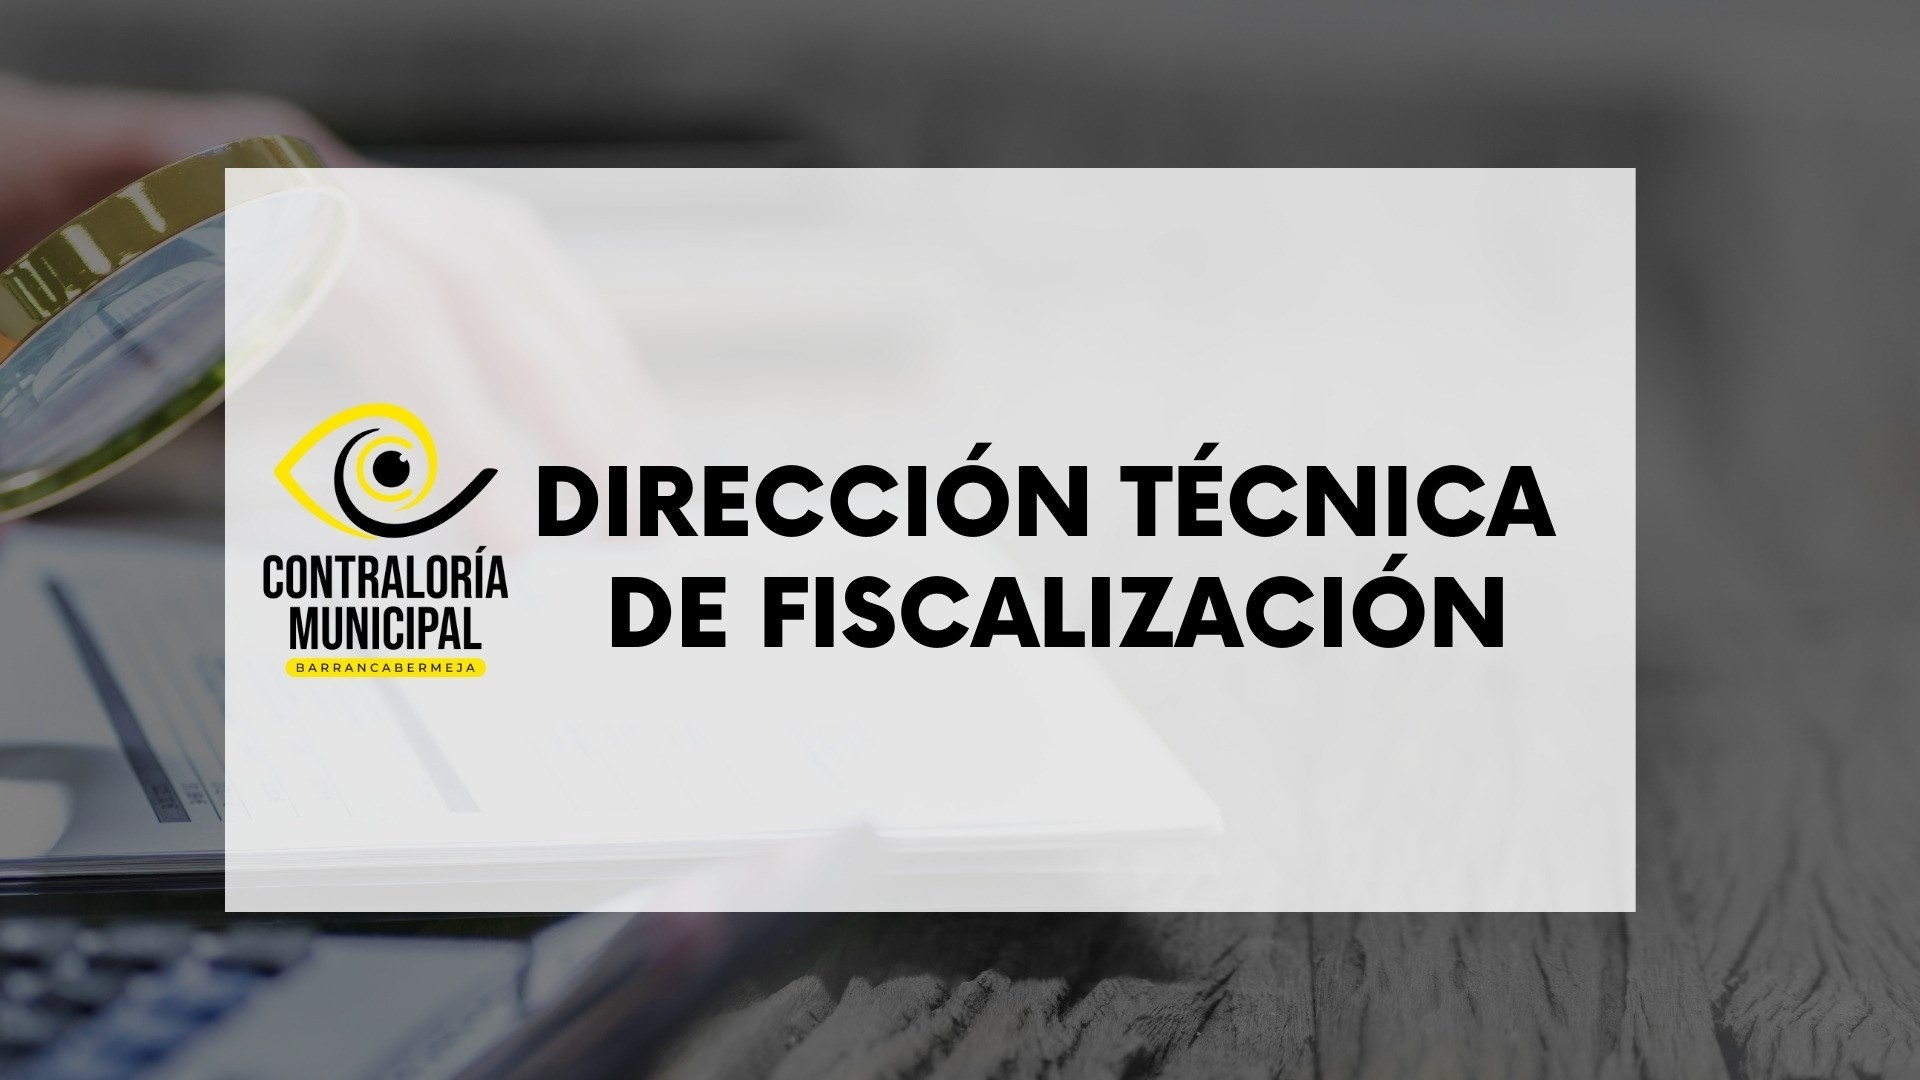 CONTRALORÍA
MUNICIPAL
BARRANCABERMEJA
DIRECCIÓN TÉCNICA
DE FISCALIZACIÓN